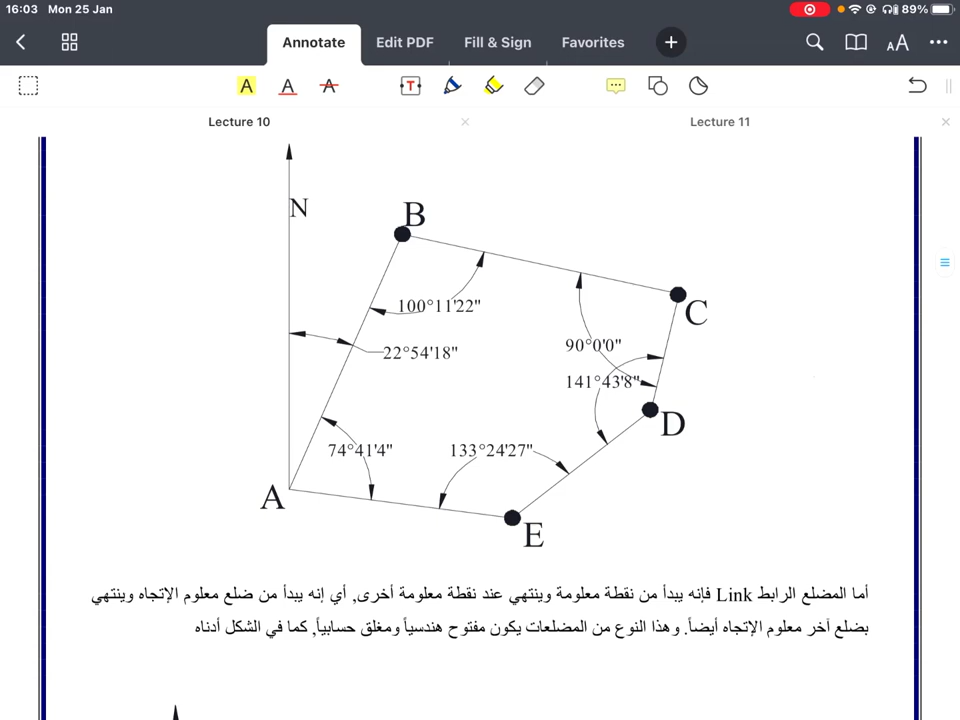 16:03 Mon 25 Jan
89%
Annotate Edit PDF Fill & Sign Favorites
AA
A A A T
Lecture 10 Lecture 11
N
B
100°11'22"
C
90°0'0"
22°54'18"
141°43'8"
D
74°41'4"
133°24'27"
A
E
أما المضلع الرابط Link فإنه يبدأ من نقطة معلومة وينتهي عند نقطة معلومة أخرى, أي إنه يبدأ من ضلع معلوم الإتجاه وينتهي
بضلع آخر معلوم الإتجاه أيضاً. وهذا النوع من المضلعات يكون مفتوح هندسياً ومغلق حسابياً, كما في الشكل أدناه